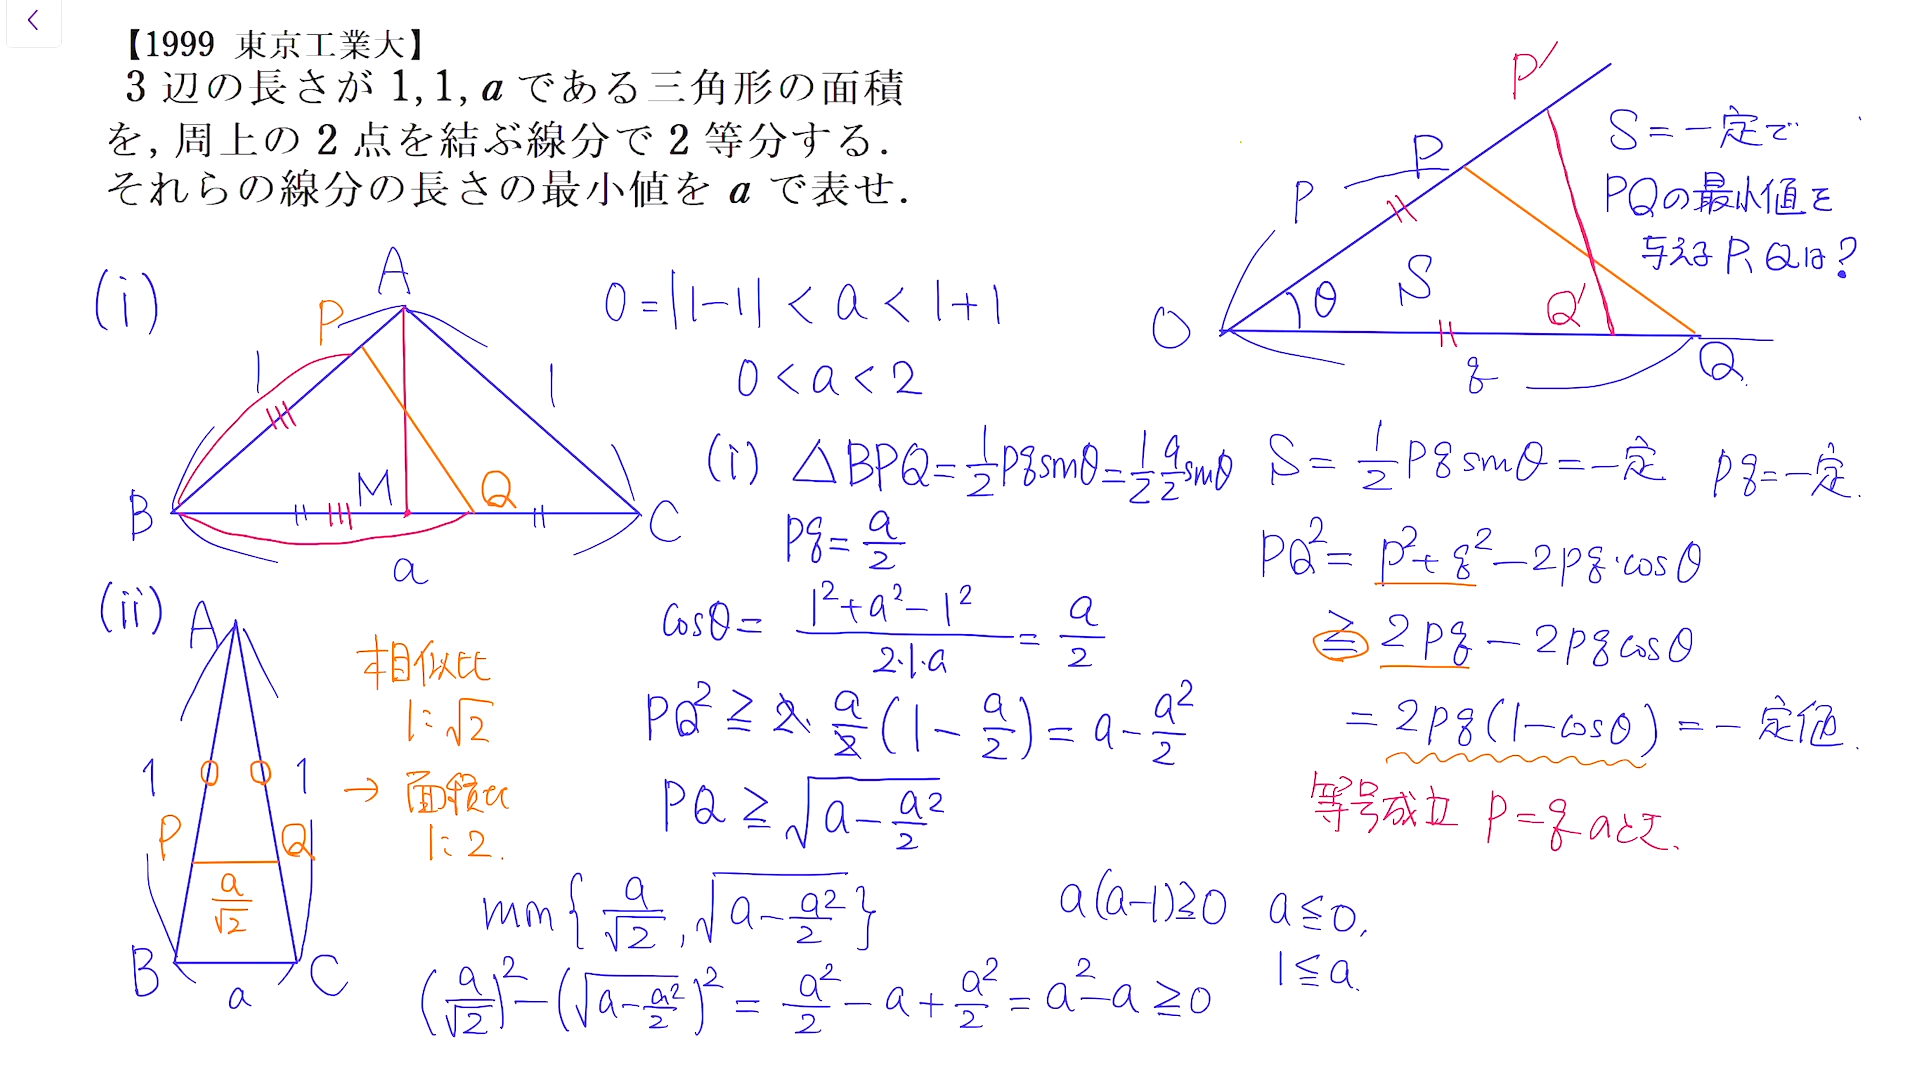 【1999 東京工業大】
3 辺の長さが 1, 1, a である三角形の面積
を, 周上の 2 点を結ぶ線分で 2 等分する.
それらの線分の長さの最小値を a で表せ.
(i)
A
P
1
1
B
M
Q
C
a
0 = |1-1| < a < 1+1
0 < a < 2
P'
P
p
O
θ
S
Q'
q
Q
S = 一定で
PQの最小値を
与える P, Qは?
(i) △BPQ = 1/2 pq sinθ = 1/2 a/2 sinθ
pq = a/2
cosθ = (1²+a²-1²)/(2·1·a) = a/2
PQ² ≧ 2· a/2 (1 - a/2) = a - a²/2
PQ ≧ √(a - a²/2)
S = 1/2 pq sinθ = 一定 pq = 一定.
PQ² = p²+q² - 2pq·cosθ
≧ 2pq - 2pq cosθ
= 2pq(1-cosθ) = 一定値.
等号成立 p = q のとき.
(ii)
A
1
1
P
Q
a/√2
B
C
a
相似比
1:√2
→ 面積比
1:2.
min{ a/√2, √(a - a²/2) }
(a/√2)² - (√(a - a²/2))² = a²/2 - a + a²/2 = a² - a ≧ 0
a(a-1) ≧ 0 a ≦ 0,
1 ≦ a.